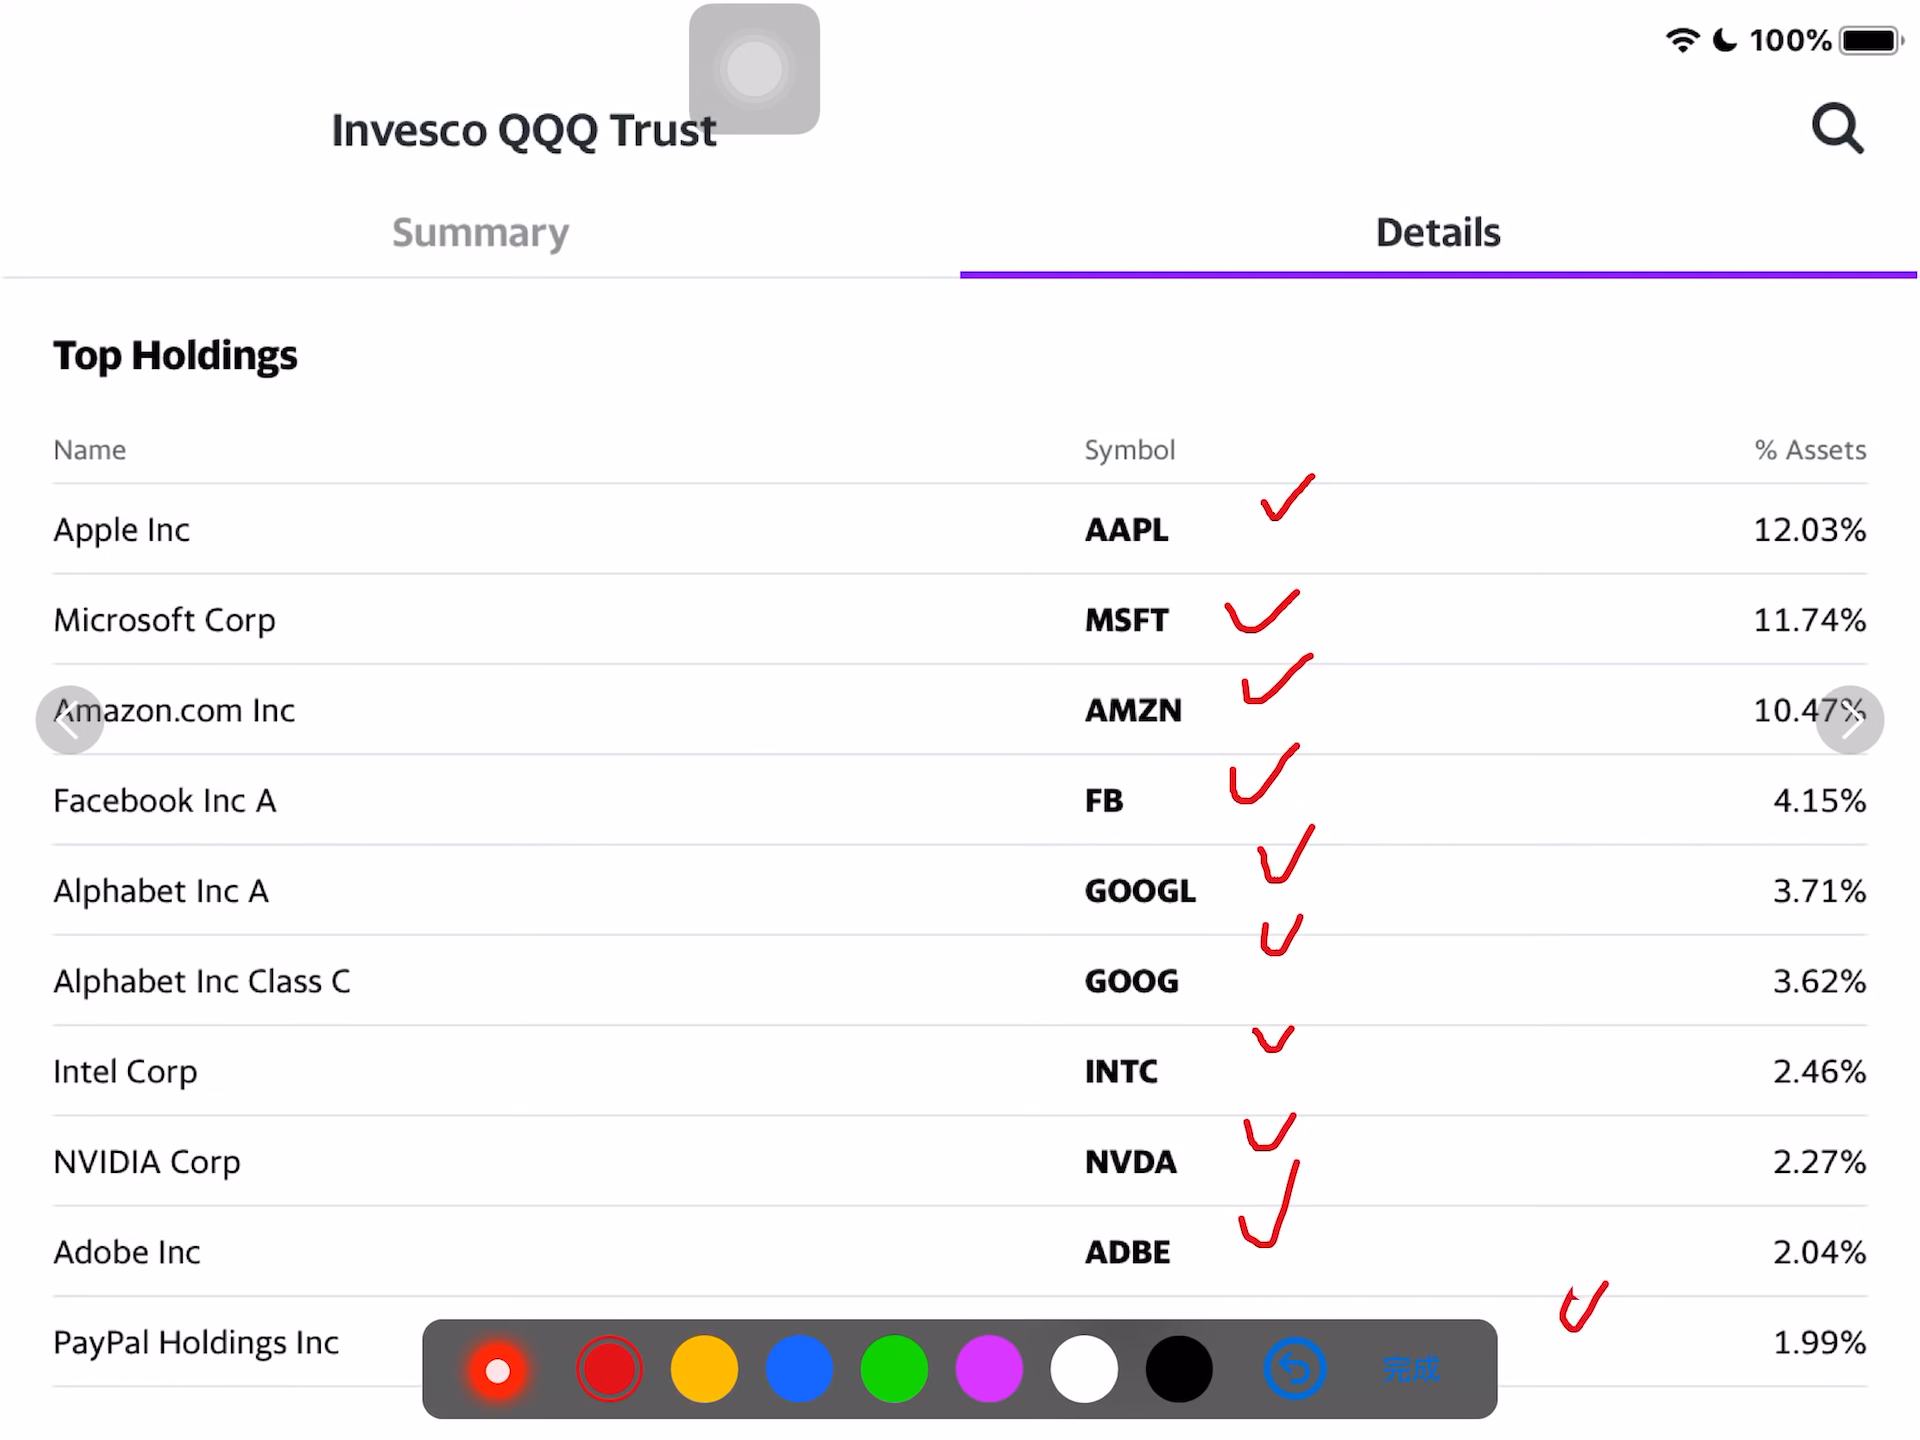 100%
Invesco QQQ Trust
Summary Details
Top Holdings
Name Symbol % Assets
Apple Inc AAPL 12.03%
Microsoft Corp MSFT 11.74%
Amazon.com Inc AMZN 10.47%
Facebook Inc A FB 4.15%
Alphabet Inc A GOOGL 3.71%
Alphabet Inc Class C GOOG 3.62%
Intel Corp INTC 2.46%
NVIDIA Corp NVDA 2.27%
Adobe Inc ADBE 2.04%
PayPal Holdings Inc 1.99%
完成